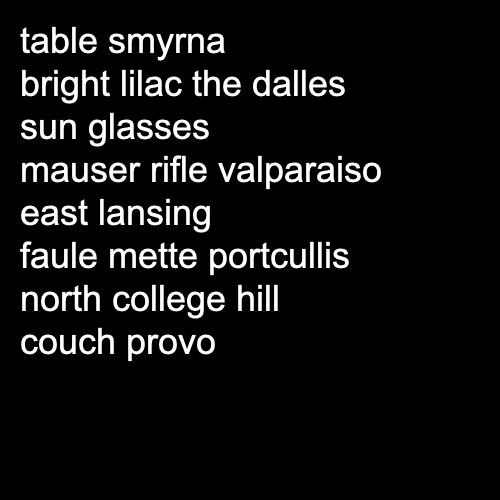 table smyrna
bright lilac the dalles
sun glasses
mauser rifle valparaiso
east lansing
faule mette portcullis
north college hill
couch provo